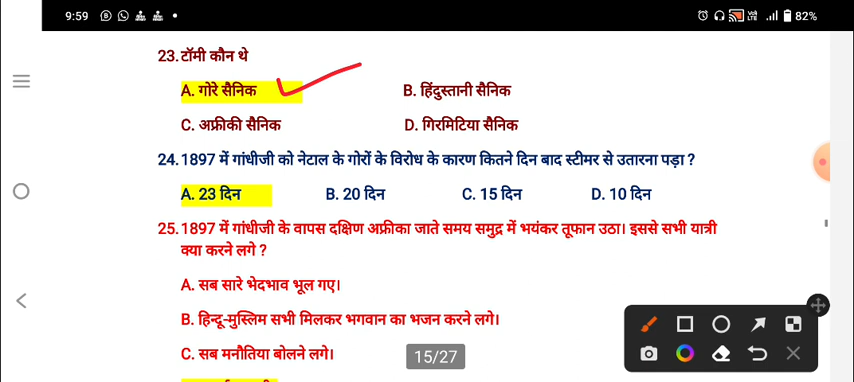 9:59 82%
23. टॉमी कौन थे
A. गोरे सैनिक B. हिंदुस्तानी सैनिक
C. अफ्रीकी सैनिक D. गिरमिटिया सैनिक
24. 1897 में गांधीजी को नेटाल के गोरों के विरोध के कारण कितने दिन बाद स्टीमर से उतारना पड़ा ?
A. 23 दिन B. 20 दिन C. 15 दिन D. 10 दिन
25. 1897 में गांधीजी के वापस दक्षिण अफ्रीका जाते समय समुद्र में भयंकर तूफान उठा। इससे सभी यात्री
क्या करने लगे ?
A. सब सारे भेदभाव भूल गए।
B. हिन्दू-मुस्लिम सभी मिलकर भगवान का भजन करने लगे।
C. सब मनौतिया बोलने लगे।
15/27